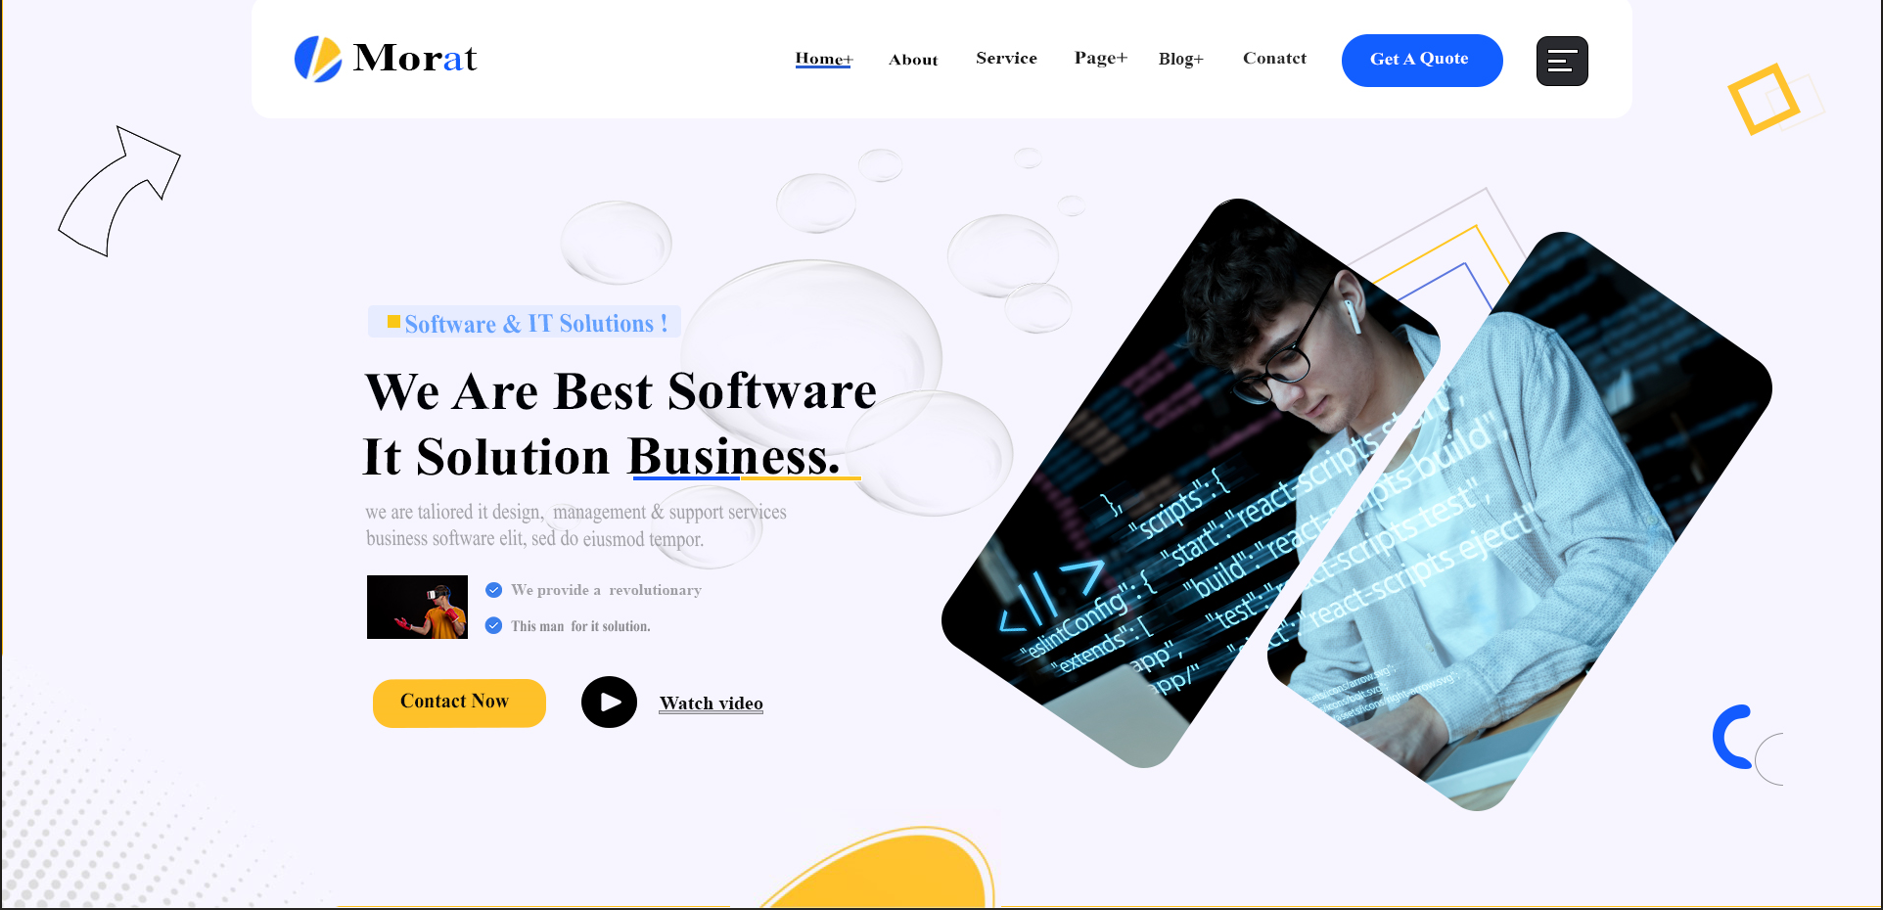 Morat
Home+ About Service Page+ Blog+ Conatct Get A Quote
Software & IT Solutions !
We Are Best Software
It Solution Business.
we are taliored it design, management & support services
business software elit, sed do eiusmod tempor.
We provide a revolutionary
This man for it solution.
Contact Now Watch video
},
"scripts": {
"start": "react-scripts start",
"build": "react-scripts build",
"test": "react-scripts test",
"react-scripts eject"
"eslintConfig": {
"extends": [